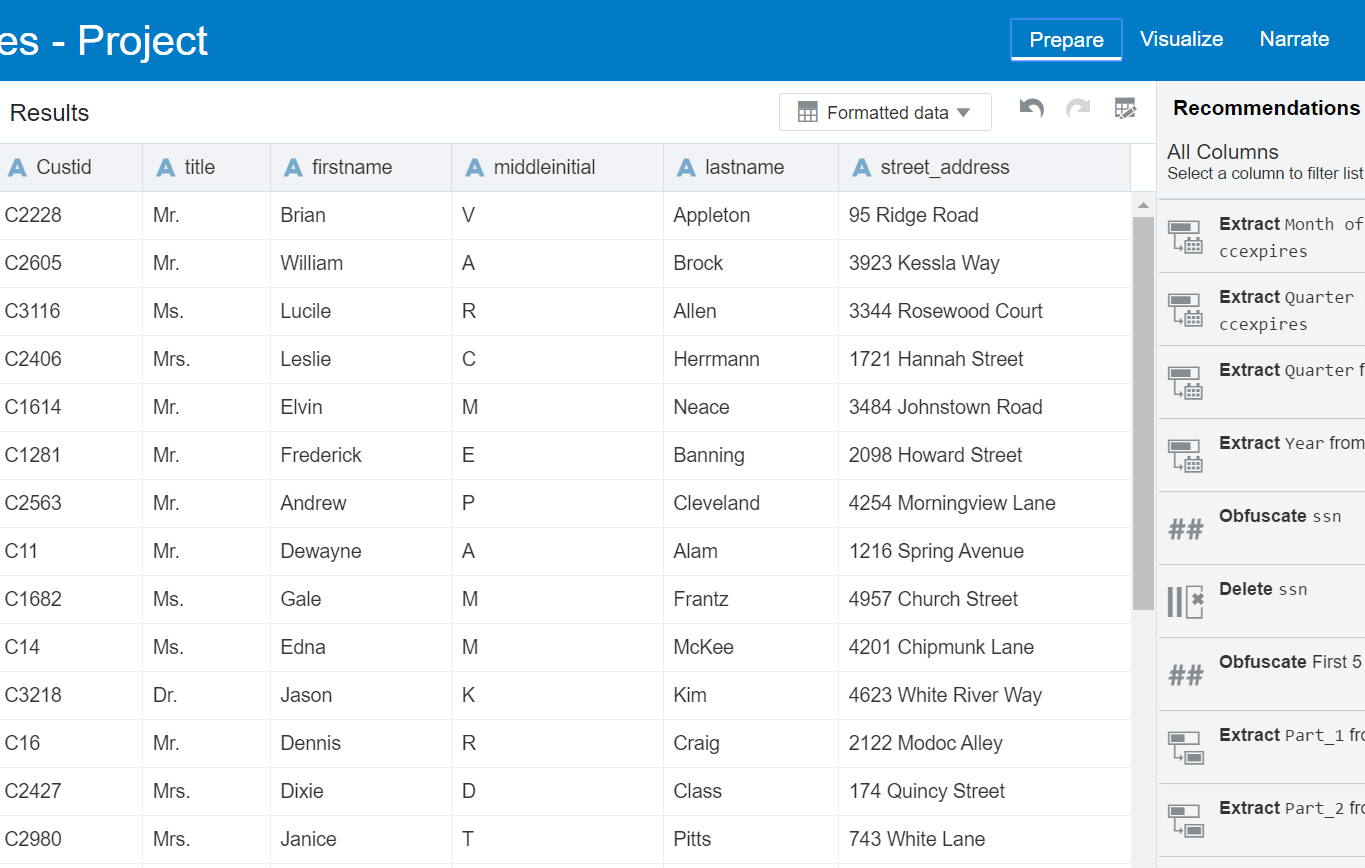 es - Project
Prepare Visualize Narrate
Results
Formatted data
A Custid A title A firstname A middleinitial A lastname A street_address
C2228 Mr. Brian V Appleton 95 Ridge Road
C2605 Mr. William A Brock 3923 Kessla Way
C3116 Ms. Lucile R Allen 3344 Rosewood Court
C2406 Mrs. Leslie C Herrmann 1721 Hannah Street
C1614 Mr. Elvin M Neace 3484 Johnstown Road
C1281 Mr. Frederick E Banning 2098 Howard Street
C2563 Mr. Andrew P Cleveland 4254 Morningview Lane
C11 Mr. Dewayne A Alam 1216 Spring Avenue
C1682 Ms. Gale M Frantz 4957 Church Street
C14 Ms. Edna M McKee 4201 Chipmunk Lane
C3218 Dr. Jason K Kim 4623 White River Way
C16 Mr. Dennis R Craig 2122 Modoc Alley
C2427 Mrs. Dixie D Class 174 Quincy Street
C2980 Mrs. Janice T Pitts 743 White Lane
Recommendations
All Columns
Select a column to filter list
Extract Month of
ccexpires
Extract Quarter
ccexpires
Extract Quarter f
Extract Year from
## Obfuscate ssn
Delete ssn
## Obfuscate First 5
Extract Part_1 fro
Extract Part_2 fro